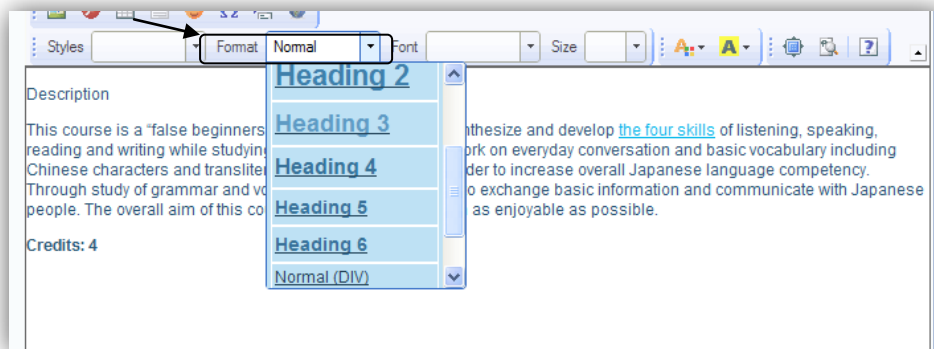 Styles Format Normal Font Size
Heading 2
Heading 3
Heading 4
Heading 5
Heading 6
Normal (DIV)
Description
This course is a "false beginners nthesize and develop the four skills of listening, speaking,
reading and writing while studying rk on everyday conversation and basic vocabulary including
Chinese characters and transliter der to increase overall Japanese language competency.
Through study of grammar and vo o exchange basic information and communicate with Japanese
people. The overall aim of this co as enjoyable as possible.
Credits: 4